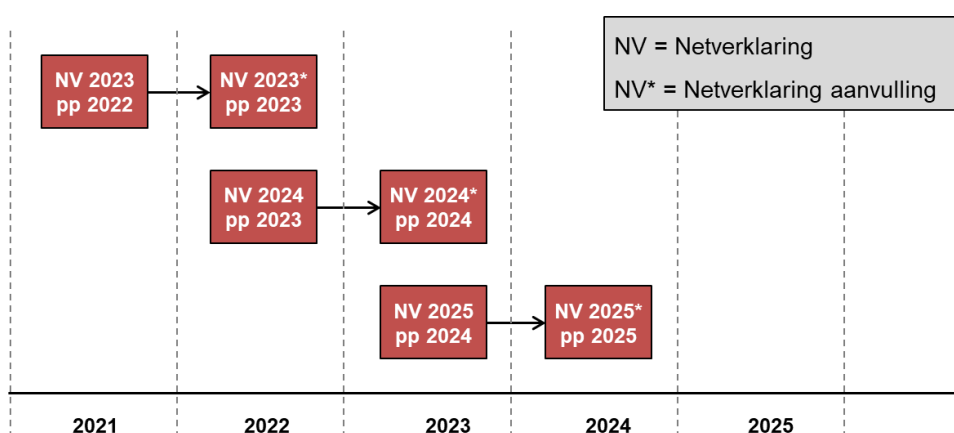 NV = Netverklaring
NV* = Netverklaring aanvulling
NV 2023
pp 2022
NV 2023*
pp 2023
NV 2024
pp 2023
NV 2024*
pp 2024
NV 2025
pp 2024
NV 2025*
pp 2025
2021
2022
2023
2024
2025